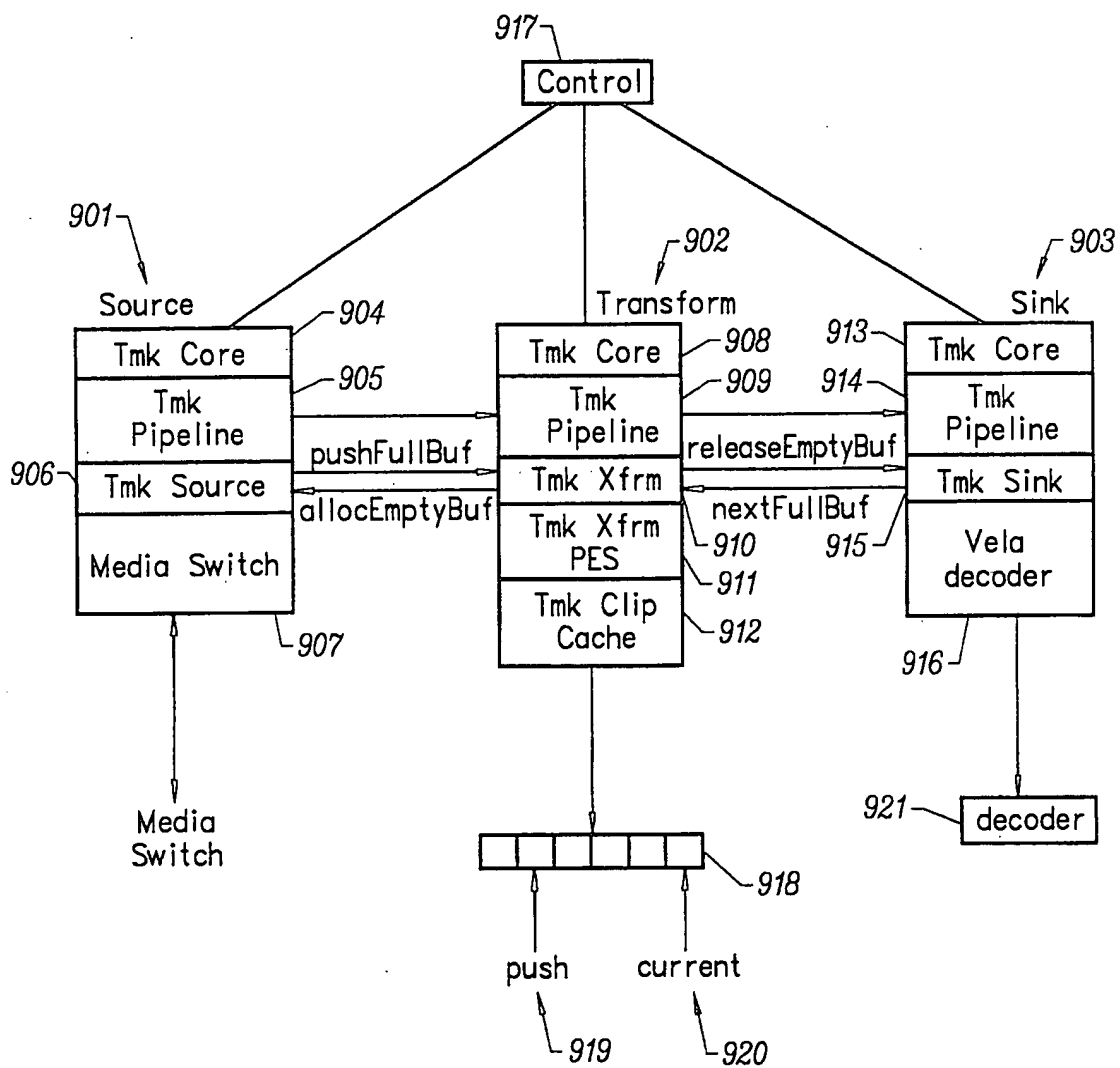 917
Control
901
902
903
Source
Transform
Sink
904
908
913
Tmk Core
Tmk Core
Tmk Core
905
909
914
Tmk
Pipeline
Tmk
Pipeline
Tmk
Pipeline
pushFullBuf
releaseEmptyBuf
906
Tmk Source
Tmk Xfrm
Tmk Sink
allocEmptyBuf
nextFullBuf
910
915
Media Switch
Tmk Xfrm
PES
Vela
decoder
911
Tmk Clip
Cache
912
907
916
Media
Switch
921
decoder
918
push
current
919
920